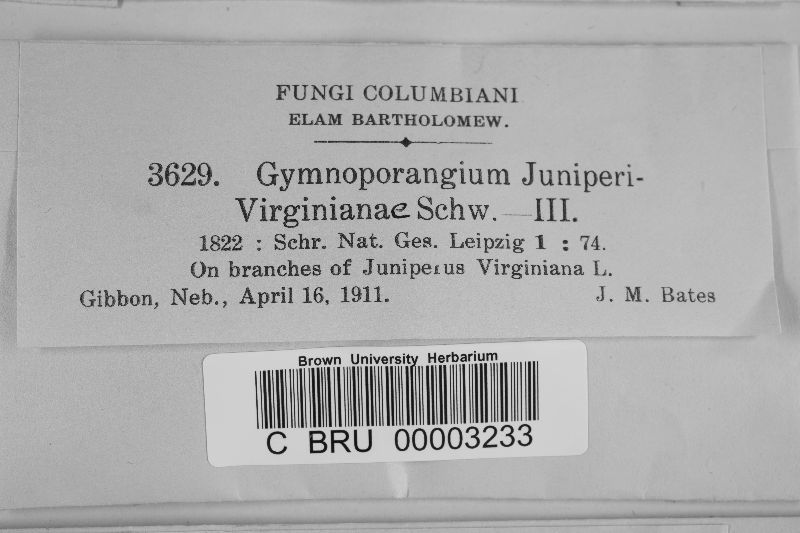 FUNGI COLUMBIANI
ELAM BARTHOLOMEW.
3629. Gymnoporangium Juniperi-
Virginianae Schw. — III.
1822 : Schr. Nat. Ges. Leipzig 1 : 74.
On branches of Juniperus Virginiana L.
Gibbon, Neb., April 16, 1911. J. M. Bates
Brown University Herbarium
C BRU 00003233